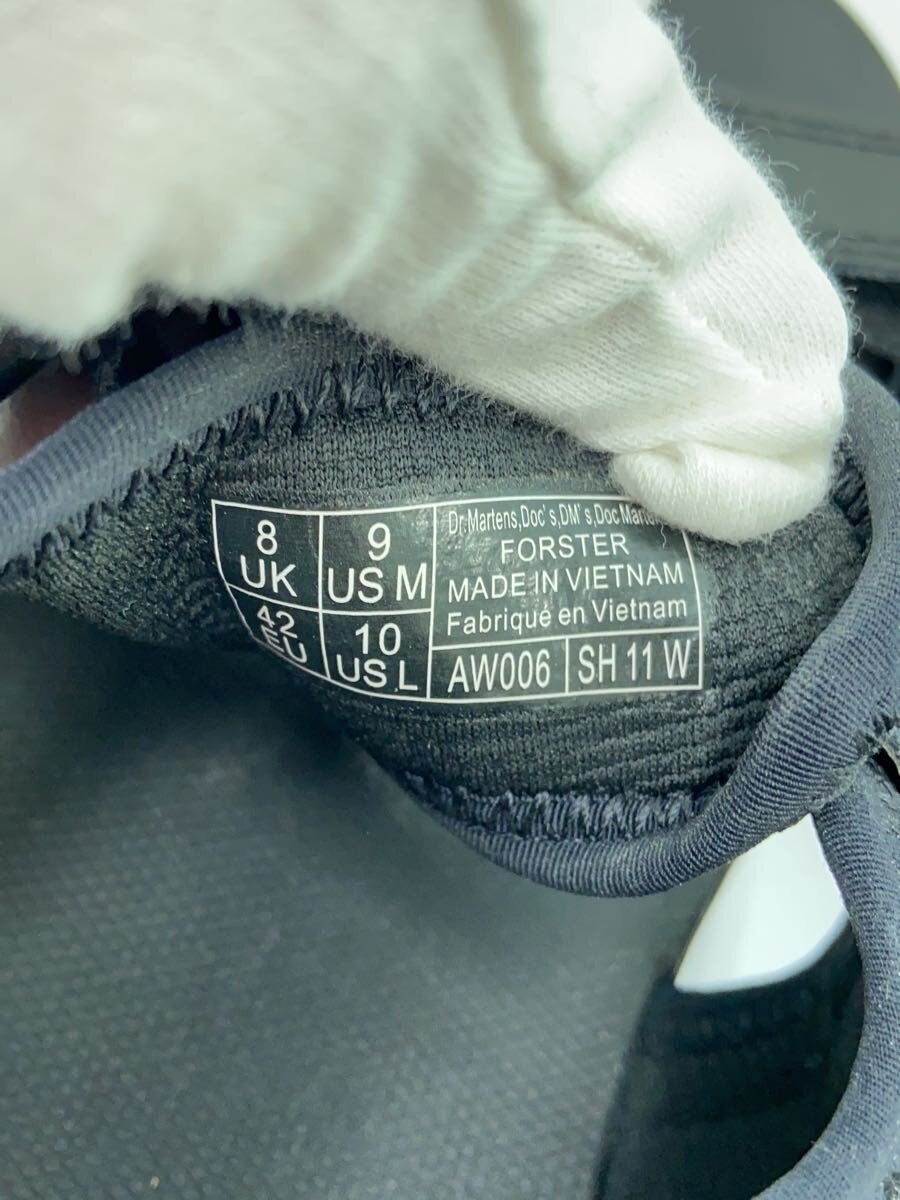 8
UK
9
US M
42
EU
10
US L
Dr.Martens,Doc's,DM's,Doc
FORSTER
MADE IN VIETNAM
Fabriqué en Vietnam
AW006
SH 11 W